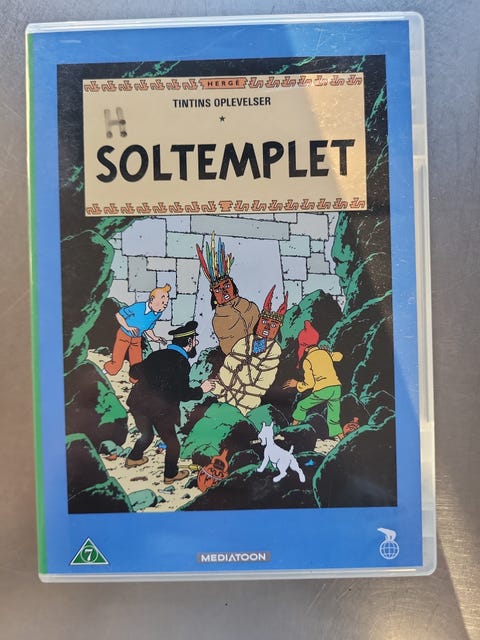 HERGÉ
TINTINS OPLEVELSER
H
SOLTEMPLET
7
MEDIATOON